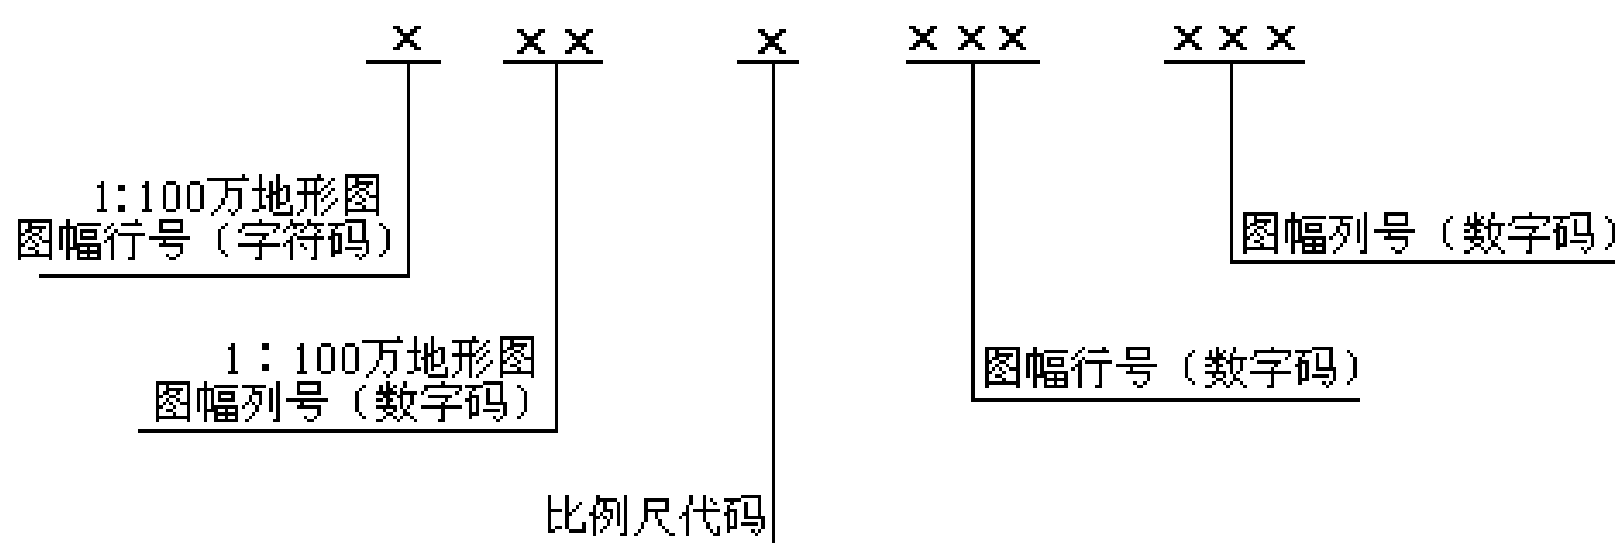 × ×× × ××× ×××
1:100万地形图
图幅行号（字符码）
图幅列号（数字码）
1：100万地形图
图幅列号（数字码）
图幅行号（数字码）
比例尺代码